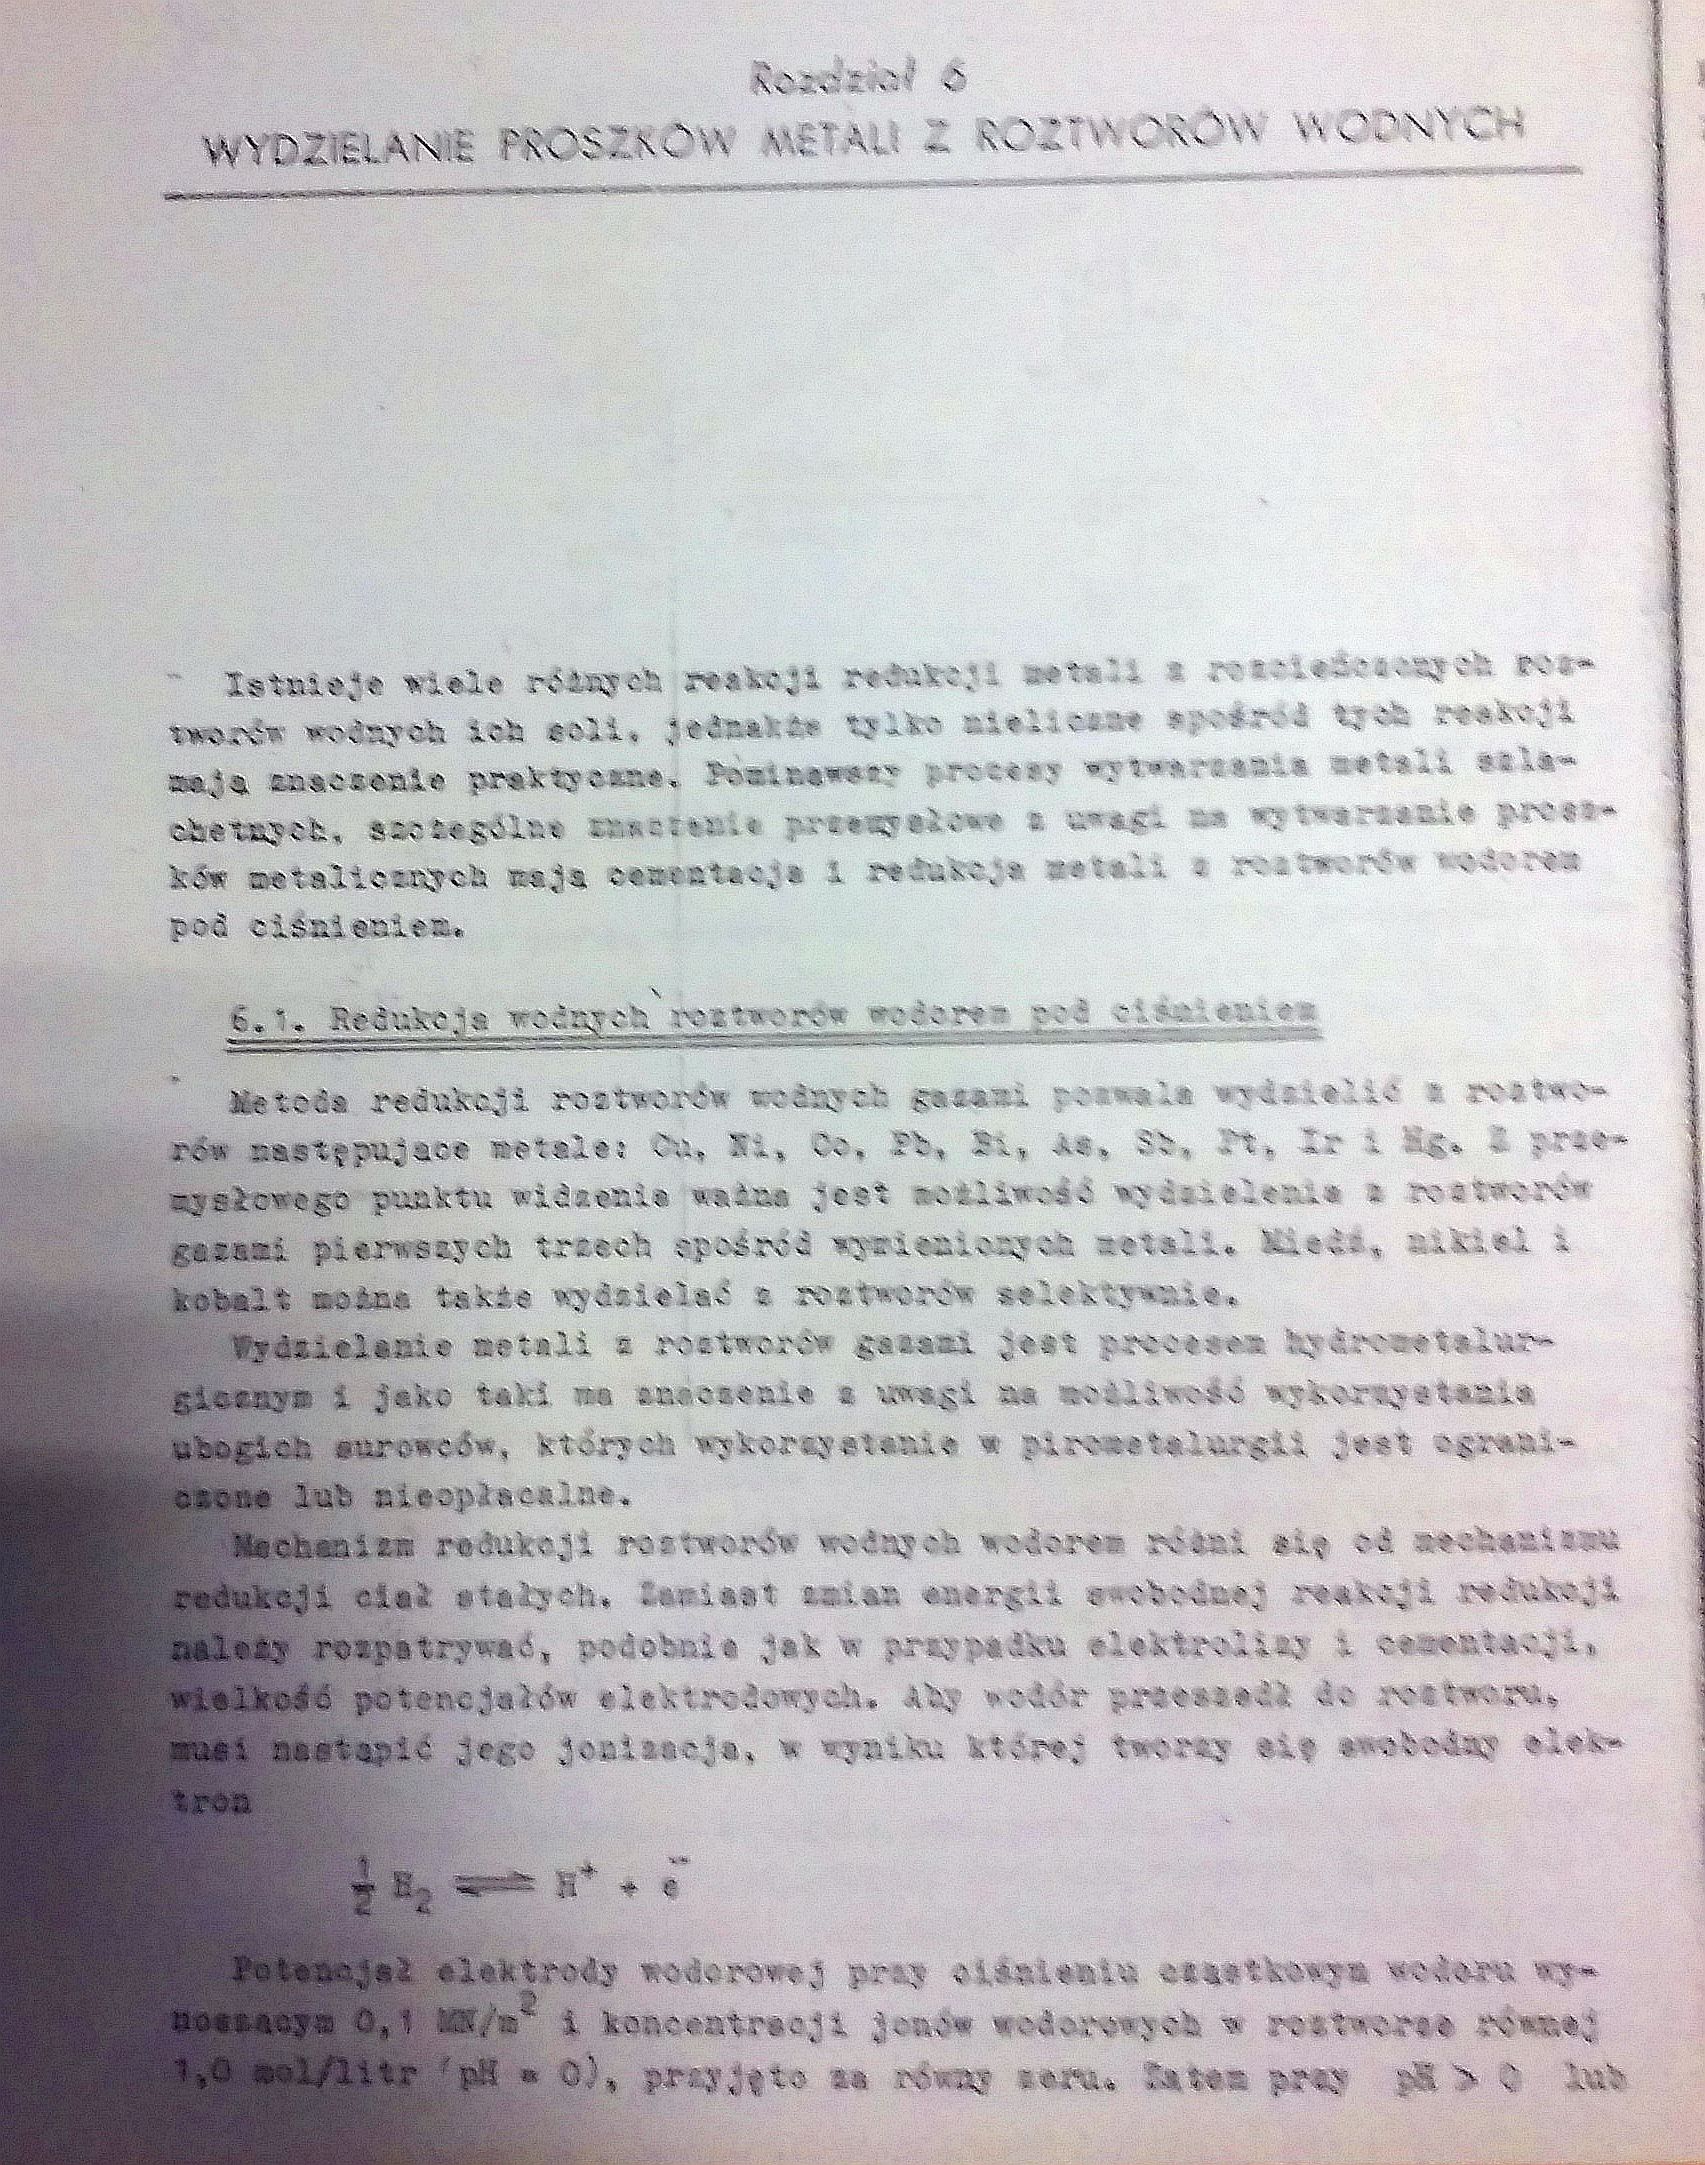 Rozdział 6
WYDZIELANIE PROSZKÓW METALI Z ROZTWORÓW WODNYCH
Istnieje wiele różnych reakcji redukcji metali z rozcieńczonych roz-
tworów wodnych ich soli, jednakże tylko nieliczne spośród tych reakcji
mają znaczenie praktyczne. Pominąwszy procesy wytwarzania metali szla-
chetnych, szczególne znaczenie przemysłowe z uwagi na wytwarzanie prosz-
ków metalicznych mają cementacja i redukcja metali z roztworów wodorem
pod ciśnieniem.
6.1. Redukcja wodnych roztworów wodorem pod ciśnieniem
Metoda redukcji roztworów wodnych gazami pozwala wydzielić z roztwo-
rów następujące metale: Cu, Ni, Co, Pb, Bi, As, Sb, Pt, Ir i Hg. Z prze-
mysłowego punktu widzenia ważna jest możliwość wydzielenia z roztworów
gazami pierwszych trzech spośród wymienionych metali. Miedź, nikiel i
kobalt można także wydzielać z roztworów selektywnie.
Wydzielanie metali z roztworów gazami jest procesem hydrometalur-
gicznym i jako taki ma znaczenie z uwagi na możliwość wykorzystania
ubogich surowców, których wykorzystanie w pirometalurgii jest ograni-
czone lub nieopłacalne.
Mechanizm redukcji roztworów wodnych wodorem różni się od mechanizmu
redukcji ciał stałych. Zamiast zmian energii swobodnej reakcji redukcji
należy rozpatrywać, podobnie jak w przypadku elektrolizy i cementacji,
wielkość potencjałów elektrodowych. Aby wodór przeszedł do roztworu,
musi nastąpić jego jonizacja, w wyniku której tworzy się swobodny elek-
tron
½ H₂ ⇌ H⁺ + e⁻
Potencjał elektrody wodorowej przy ciśnieniu cząstkowym wodoru wy-
noszącym 0,1 MN/m² i koncentracji jonów wodorowych w roztworze równej
1,0 mol/litr (pH = 0), przyjęto za równy zeru. Zatem przy pH > 0 lub